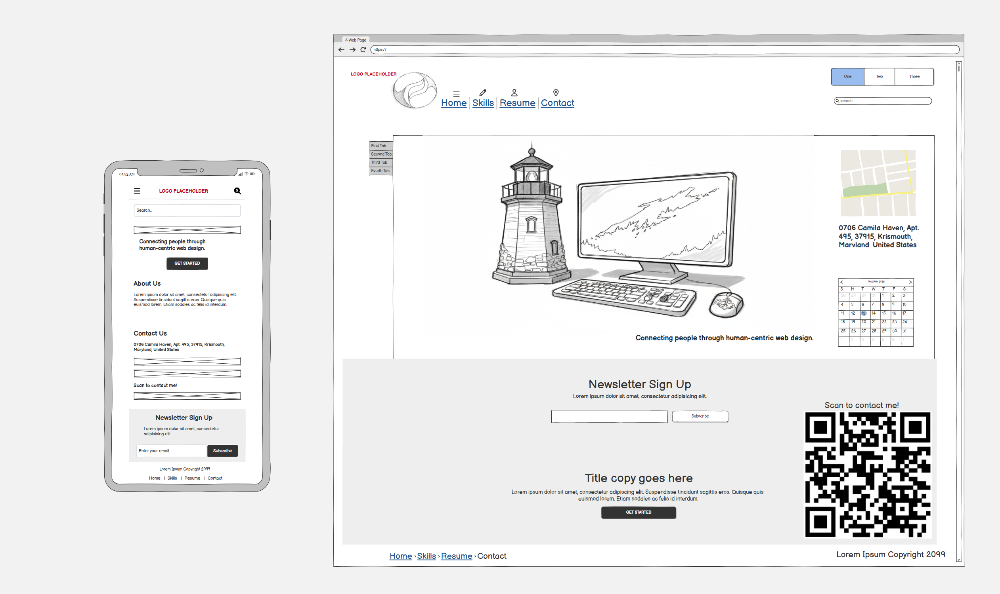 09:52 AM
LOGO PLACEHOLDER
Search...
Connecting people through
human-centric web design.
GET STARTED
About Us
Lorem ipsum dolor sit amet, consectetur adipiscing elit.
Suspendisse tincidunt sagittis eros. Quisque quis
euismod lorem. Etiam sodales ac felis id interdum.
Contact Us
0706 Camila Haven, Apt. 495, 37915, Krismouth,
Maryland, United States
Scan to contact me!
Newsletter Sign Up
Lorem ipsum dolor sit amet, consectetur
adipisicing elit.
Enter your email Subscribe
Lorem Ipsum Copyright 2099
Home | Skills | Resume | Contact
A Web Page
https://
LOGO PLACEHOLDER
One Two Three
Home Skills Resume Contact
search
First Tab
Second Tab
Third Tab
Fourth Tab
0706 Camila Haven, Apt.
495, 37915, Krismouth,
Maryland, United States
< JANUARY 2026 >
S M T W T F S
28 29 30 31 1 2 3
4 5 6 7 8 9 10
11 12 13 14 15 16 17
18 19 20 21 22 23 24
25 26 27 28 29 30 31
1 2 3 4 5 6 7
Connecting people through human-centric web design.
Newsletter Sign Up
Lorem ipsum dolor sit amet, consectetur adipisicing elit.
Subscribe
Scan to contact me!
Title copy goes here
Lorem ipsum dolor sit amet, consectetur adipiscing elit. Suspendisse tincidunt sagittis eros. Quisque quis
euismod lorem. Etiam sodales ac felis id interdum.
GET STARTED
Home > Skills > Resume > Contact
Lorem Ipsum Copyright 2099